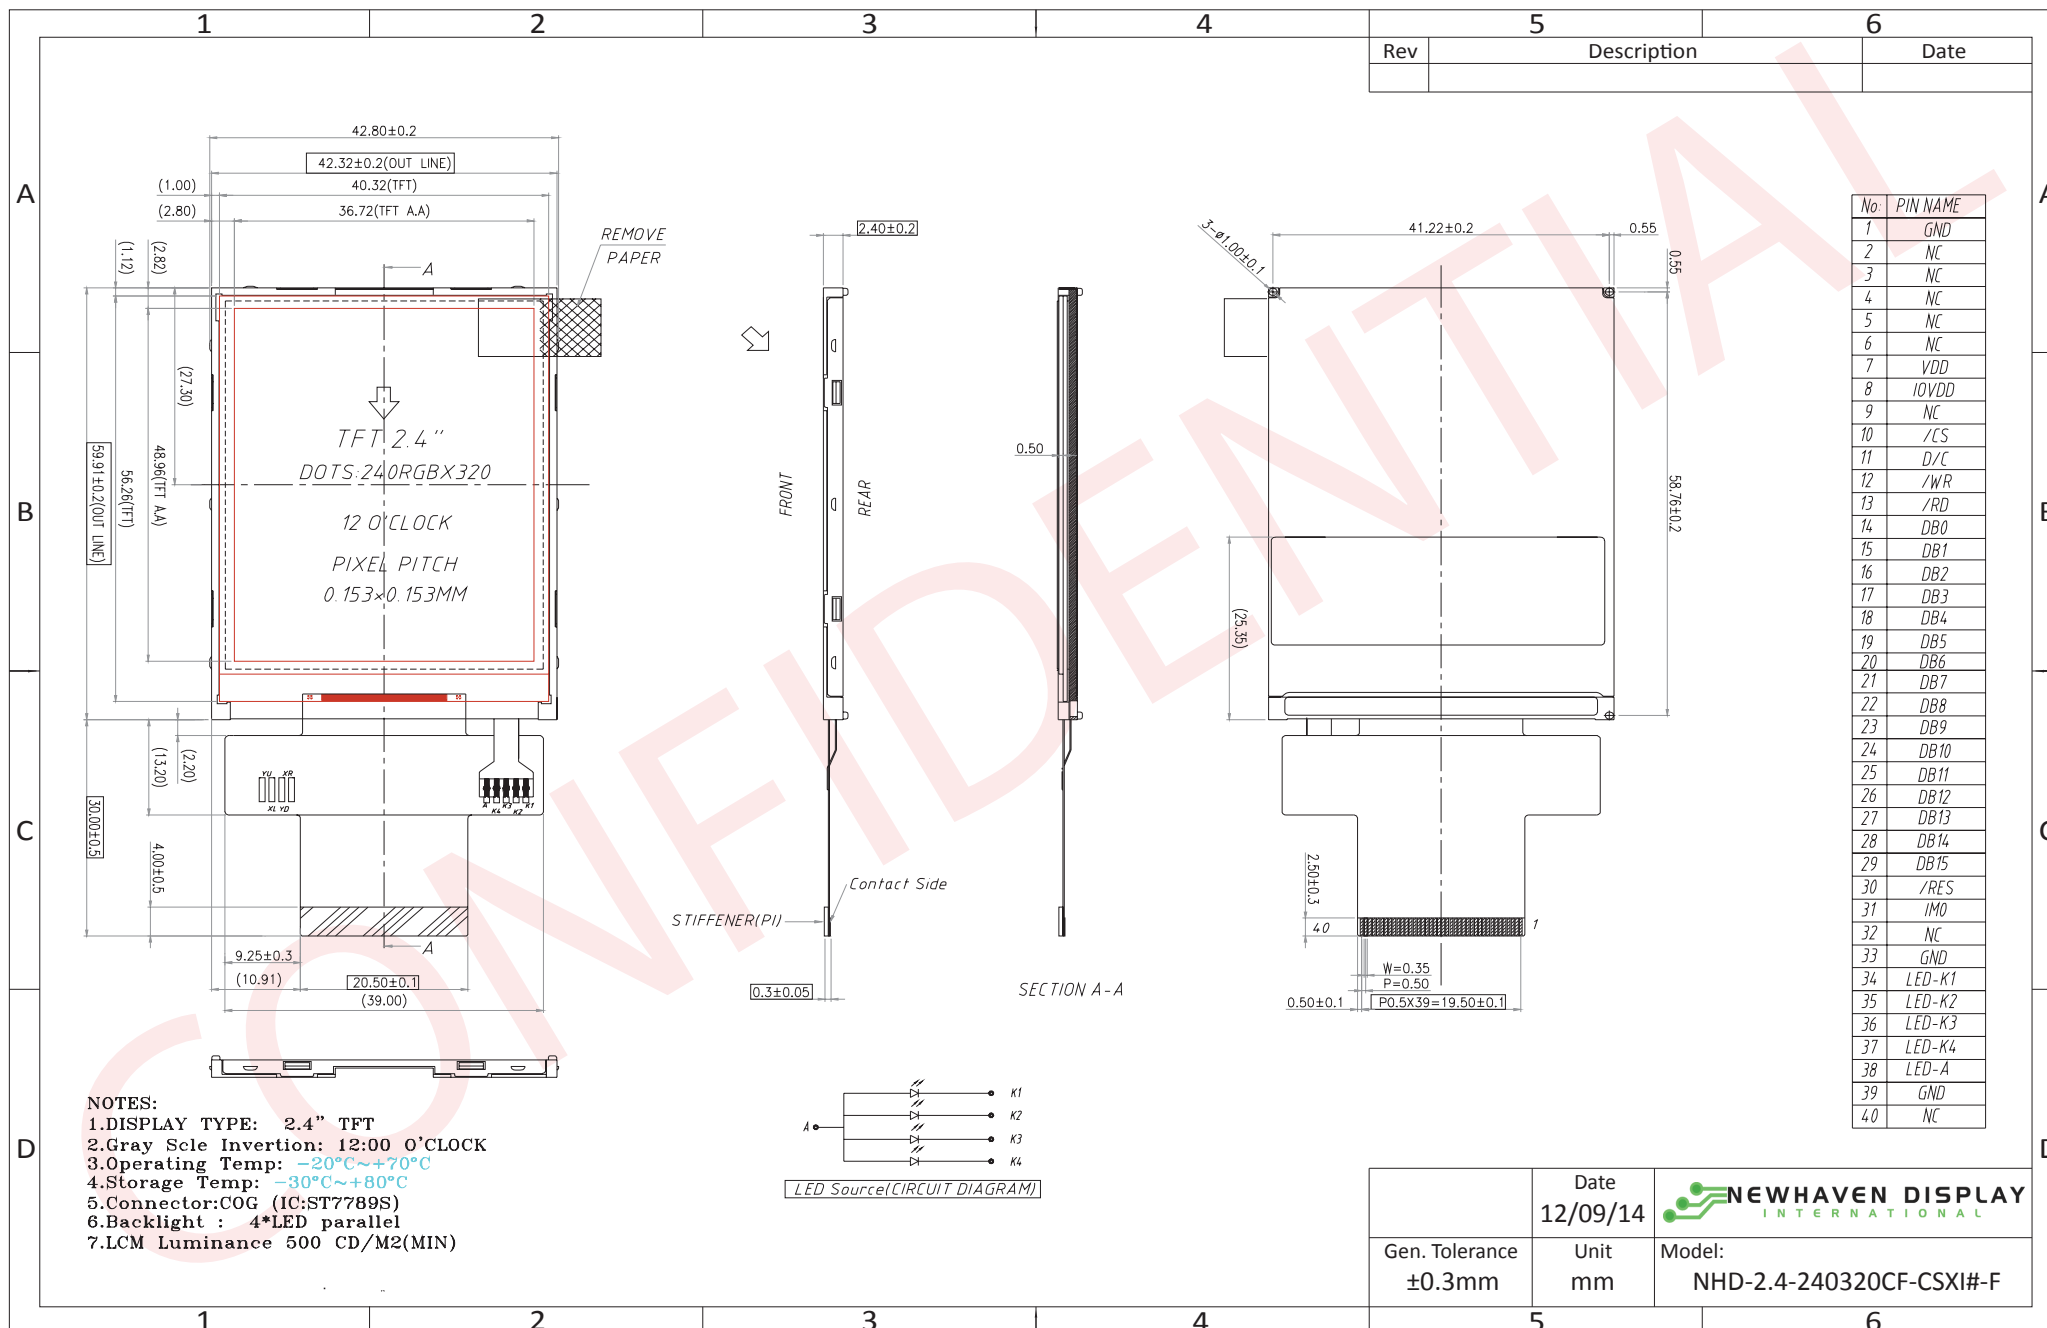 1 2 3 4 5 6
Rev Description Date
A
B
C
D
CONFIDENTIAL
42.80±0.2
42.32±0.2(OUT LINE)
(1.00) 40.32(TFT)
(2.80) 36.72(TFT A.A)
(1.12)
(2.82)
REMOVE
PAPER
A
(27.30)
59.91±0.2(OUT LINE)
56.26(TFT)
48.96(TFT A.A)
TFT 2.4"
DOTS:240RGBX320
12 O'CLOCK
PIXEL PITCH
0.153x0.153MM
30.00±0.5
(13.20)
(2.20)
4.00±0.5
YU XR
XL YD
A K3 K1
K4 K2
A
9.25±0.3
(10.91) 20.50±0.1
(39.00)
2.40±0.2
FRONT
REAR
Contact Side
STIFFENER(PI)
0.3±0.05
0.50
SECTION A-A
3-ø1.00±0.1
41.22±0.2 0.55
0.55
58.76±0.2
(25.35)
2.50±0.3
40 1
W=0.35
P=0.50
0.50±0.1 P0.5X39=19.50±0.1
No: PIN NAME
1 GND
2 NC
3 NC
4 NC
5 NC
6 NC
7 VDD
8 IOVDD
9 NC
10 /CS
11 D/C
12 /WR
13 /RD
14 DB0
15 DB1
16 DB2
17 DB3
18 DB4
19 DB5
20 DB6
21 DB7
22 DB8
23 DB9
24 DB10
25 DB11
26 DB12
27 DB13
28 DB14
29 DB15
30 /RES
31 IM0
32 NC
33 GND
34 LED-K1
35 LED-K2
36 LED-K3
37 LED-K4
38 LED-A
39 GND
40 NC
A K1
K2
K3
K4
LED Source(CIRCUIT DIAGRAM)
NOTES:
1.DISPLAY TYPE: 2.4" TFT
2.Gray Scle Invertion: 12:00 O'CLOCK
3.Operating Temp: -20°C~+70°C
4.Storage Temp: -30°C~+80°C
5.Connector:COG (IC:ST7789S)
6.Backlight : 4*LED parallel
7.LCM Luminance 500 CD/M2(MIN)
Date
12/09/14
NEWHAVEN DISPLAY
INTERNATIONAL
Gen. Tolerance
±0.3mm
Unit
mm
Model:
NHD-2.4-240320CF-CSXI#-F
1 2 3 4 5 6